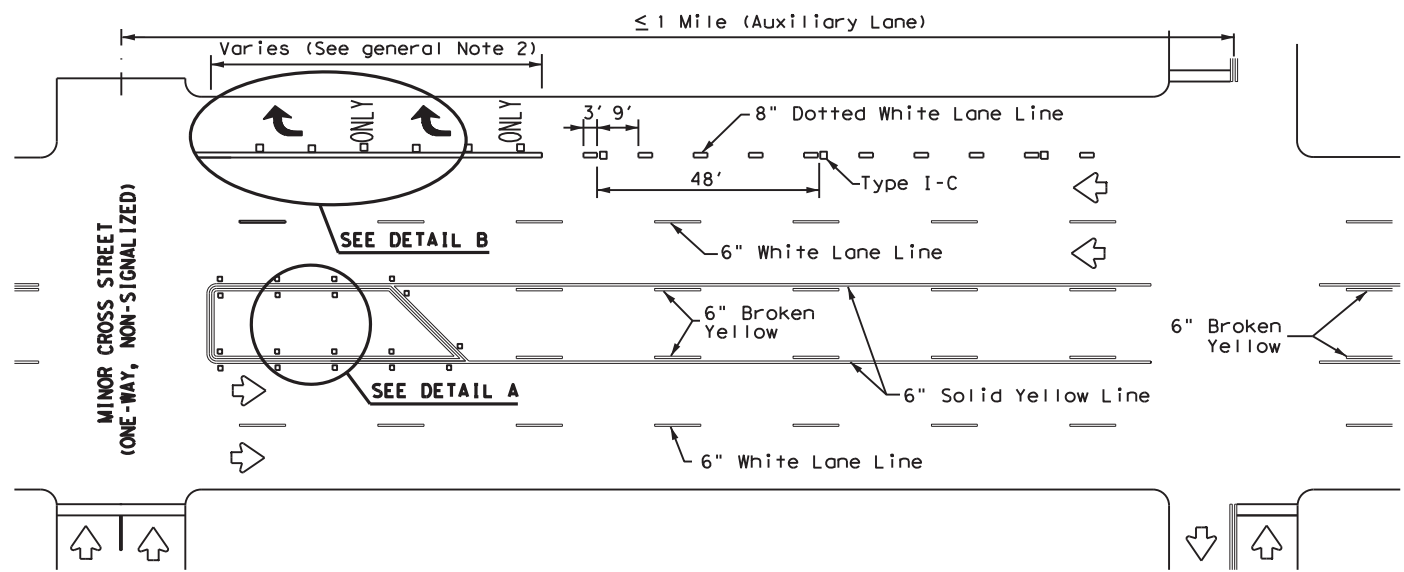 ≤ 1 Mile (Auxiliary Lane)
Varies (See general Note 2)
ONLY
ONLY
3' 9'
8" Dotted White Lane Line
48'
Type I-C
SEE DETAIL B
6" White Lane Line
MINOR CROSS STREET
(ONE-WAY, NON-SIGNALIZED)
6" Broken
Yellow
6" Broken
Yellow
SEE DETAIL A
6" Solid Yellow Line
6" White Lane Line